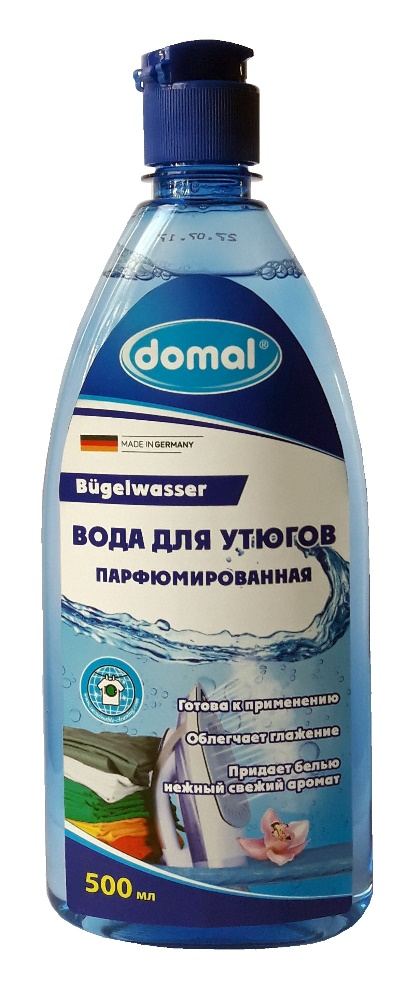 domal®
MADE IN GERMANY
Bügelwasser
ВОДА ДЛЯ УТЮГОВ
ПАРФЮМИРОВАННАЯ
Готова к применению
Облегчает глажение
Придает белью
нежный свежий аромат
500 мл